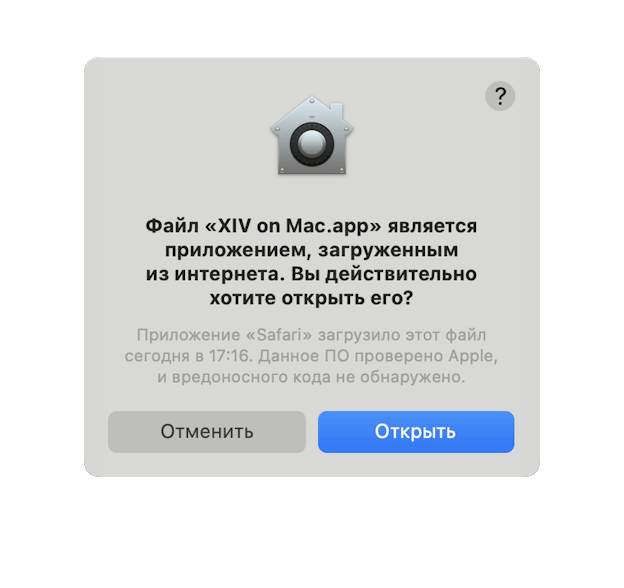 ?
Файл «XIV on Mac.app» является
приложением, загруженным
из интернета. Вы действительно
хотите открыть его?
Приложение «Safari» загрузило этот файл
сегодня в 17:16. Данное ПО проверено Apple,
и вредоносного кода не обнаружено.
Отменить
Открыть